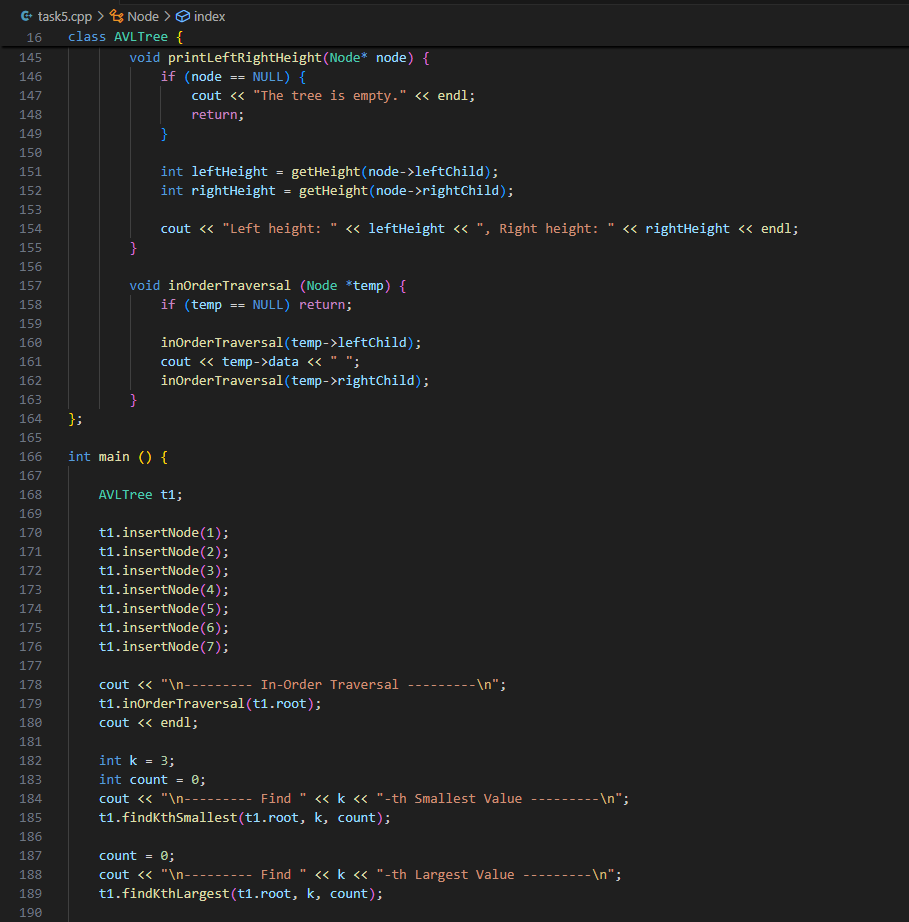 task5.cpp > Node > index
16 class AVLTree {
145 void printLeftRightHeight(Node* node) {
146 if (node == NULL) {
147 cout << "The tree is empty." << endl;
148 return;
149 }
150
151 int leftHeight = getHeight(node->leftChild);
152 int rightHeight = getHeight(node->rightChild);
153
154 cout << "Left height: " << leftHeight << ", Right height: " << rightHeight << endl;
155 }
156
157 void inOrderTraversal (Node *temp) {
158 if (temp == NULL) return;
159
160 inOrderTraversal(temp->leftChild);
161 cout << temp->data << " ";
162 inOrderTraversal(temp->rightChild);
163 }
164 };
165
166 int main () {
167
168 AVLTree t1;
169
170 t1.insertNode(1);
171 t1.insertNode(2);
172 t1.insertNode(3);
173 t1.insertNode(4);
174 t1.insertNode(5);
175 t1.insertNode(6);
176 t1.insertNode(7);
177
178 cout << "\n--------- In-Order Traversal ---------\n";
179 t1.inOrderTraversal(t1.root);
180 cout << endl;
181
182 int k = 3;
183 int count = 0;
184 cout << "\n--------- Find " << k << "-th Smallest Value ---------\n";
185 t1.findKthSmallest(t1.root, k, count);
186
187 count = 0;
188 cout << "\n--------- Find " << k << "-th Largest Value ---------\n";
189 t1.findKthLargest(t1.root, k, count);
190